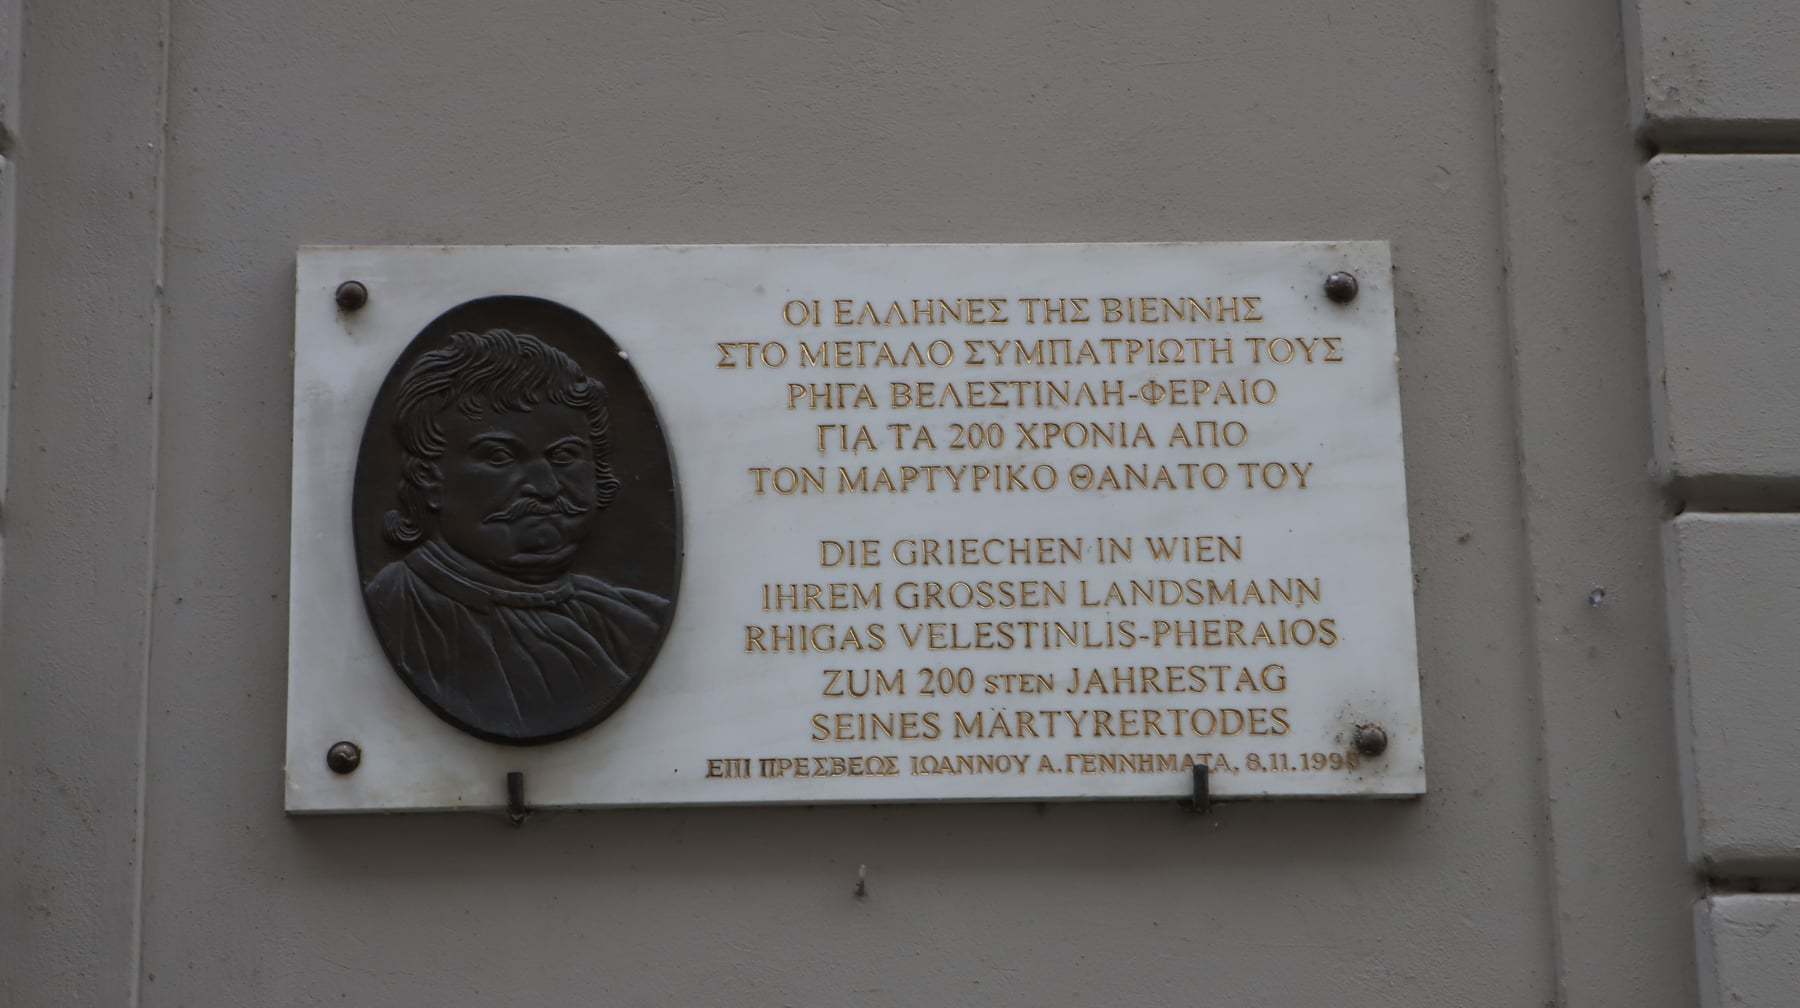 ΟΙ ΕΛΛΗΝΕΣ ΤΗΣ ΒΙΕΝΝΗΣ
ΣΤΟ ΜΕΓΑΛΟ ΣΥΜΠΑΤΡΙΩΤΗ ΤΟΥΣ
ΡΗΓΑ ΒΕΛΕΣΤΙΝΛΗ-ΦΕΡΑΙΟ
ΓΙΑ ΤΑ 200 ΧΡΟΝΙΑ ΑΠΟ
ΤΟΝ ΜΑΡΤΥΡΙΚΟ ΘΑΝΑΤΟ ΤΟΥ
DIE GRIECHEN IN WIEN
IHREM GROSSEN LANDSMANN
RHIGAS VELESTINLIS-PHERAIOS
ZUM 200 STEN JAHRESTAG
SEINES MÄRTYRERTODES
ΕΠΙ ΠΡΕΣΒΕΩΣ ΙΩΑΝΝΟΥ Α.ΓΕΝΝΗΜΑΤΑ, 8.11.1998